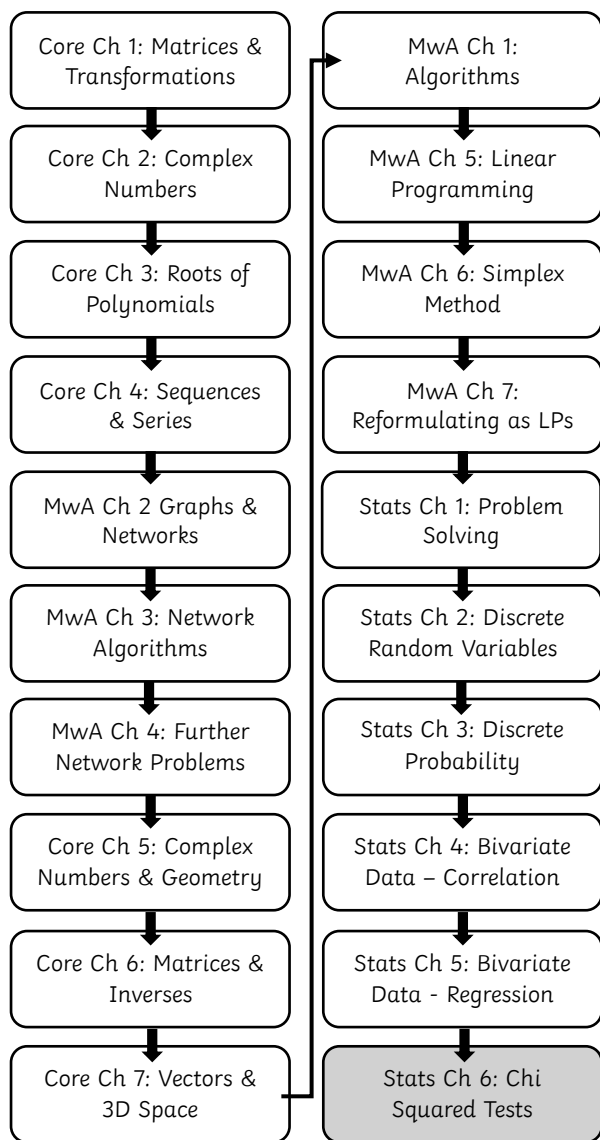 Core Ch 1: Matrices &
Transformations
Core Ch 2: Complex
Numbers
Core Ch 3: Roots of
Polynomials
Core Ch 4: Sequences
& Series
MwA Ch 2 Graphs &
Networks
MwA Ch 3: Network
Algorithms
MwA Ch 4: Further
Network Problems
Core Ch 5: Complex
Numbers & Geometry
Core Ch 6: Matrices &
Inverses
Core Ch 7: Vectors &
3D Space
MwA Ch 1:
Algorithms
MwA Ch 5: Linear
Programming
MwA Ch 6: Simplex
Method
MwA Ch 7:
Reformulating as LPs
Stats Ch 1: Problem
Solving
Stats Ch 2: Discrete
Random Variables
Stats Ch 3: Discrete
Probability
Stats Ch 4: Bivariate
Data – Correlation
Stats Ch 5: Bivariate
Data - Regression
Stats Ch 6: Chi
Squared Tests